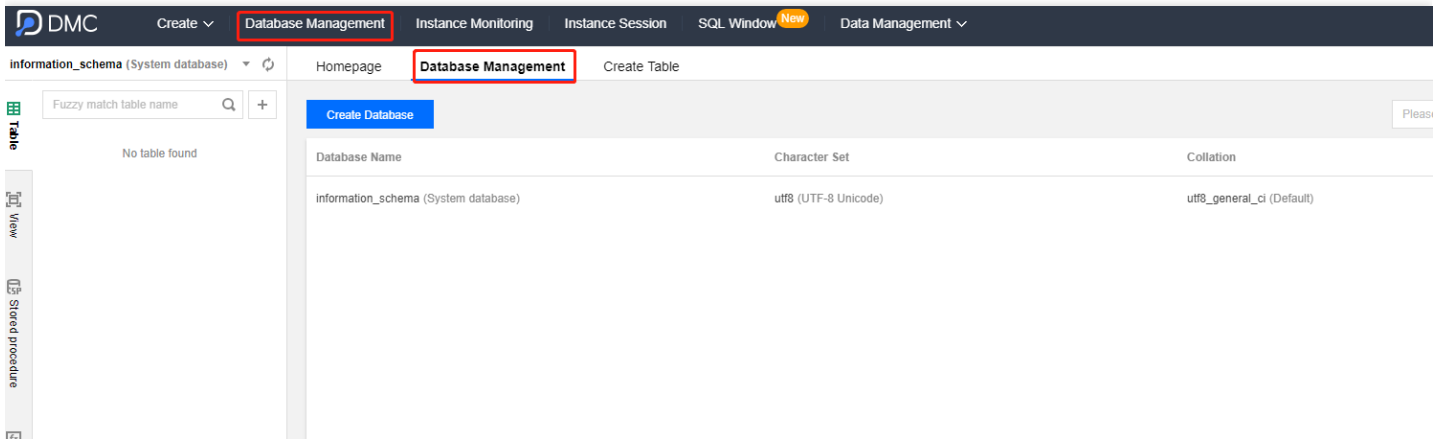 DMC Create Database Management Instance Monitoring Instance Session SQL Window New Data Management
information_schema (System database) Homepage Database Management Create Table
Fuzzy match table name
Create Database
Table
No table found
Database Name Character Set Collation
information_schema (System database) utf8 (UTF-8 Unicode) utf8_general_ci (Default)
View
Stored procedure